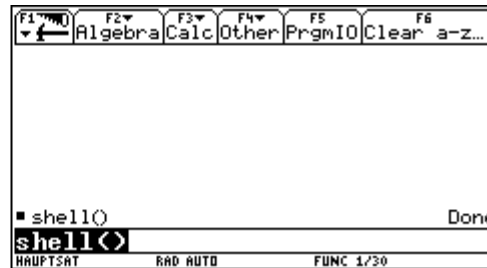 F1 F2 F3 F4 F5 F6
Algebra Calc Other PrgmIO Clear a-z…
shell() Done
shell()
HAUPTSAT RAD AUTO FUNC 1/30